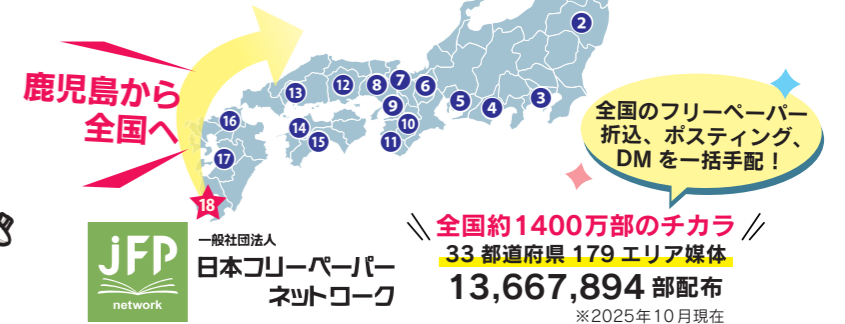 鹿児島から
全国へ
2
3
4
5
6
7
8
9
10
11
12
13
14
15
16
17
18
全国のフリーペーパー
折込、ポスティング、
DMを一括手配！
JFP
network
一般社団法人
日本フリーペーパー
ネットワーク
全国約1400万部のチカラ
33都道府県179エリア媒体
13,667,894部配布
※2025年10月現在